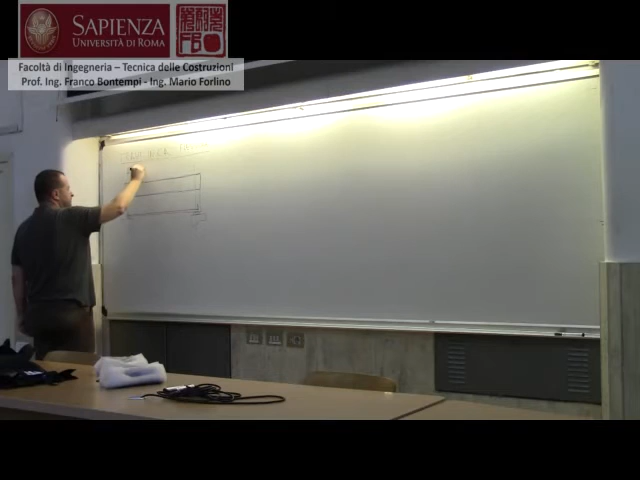 SAPIENZA
UNIVERSITÀ DI ROMA
Facoltà di Ingegneria – Tecnica delle Costruzioni
Prof. Ing. Franco Bontempi - Ing. Mario Forlino